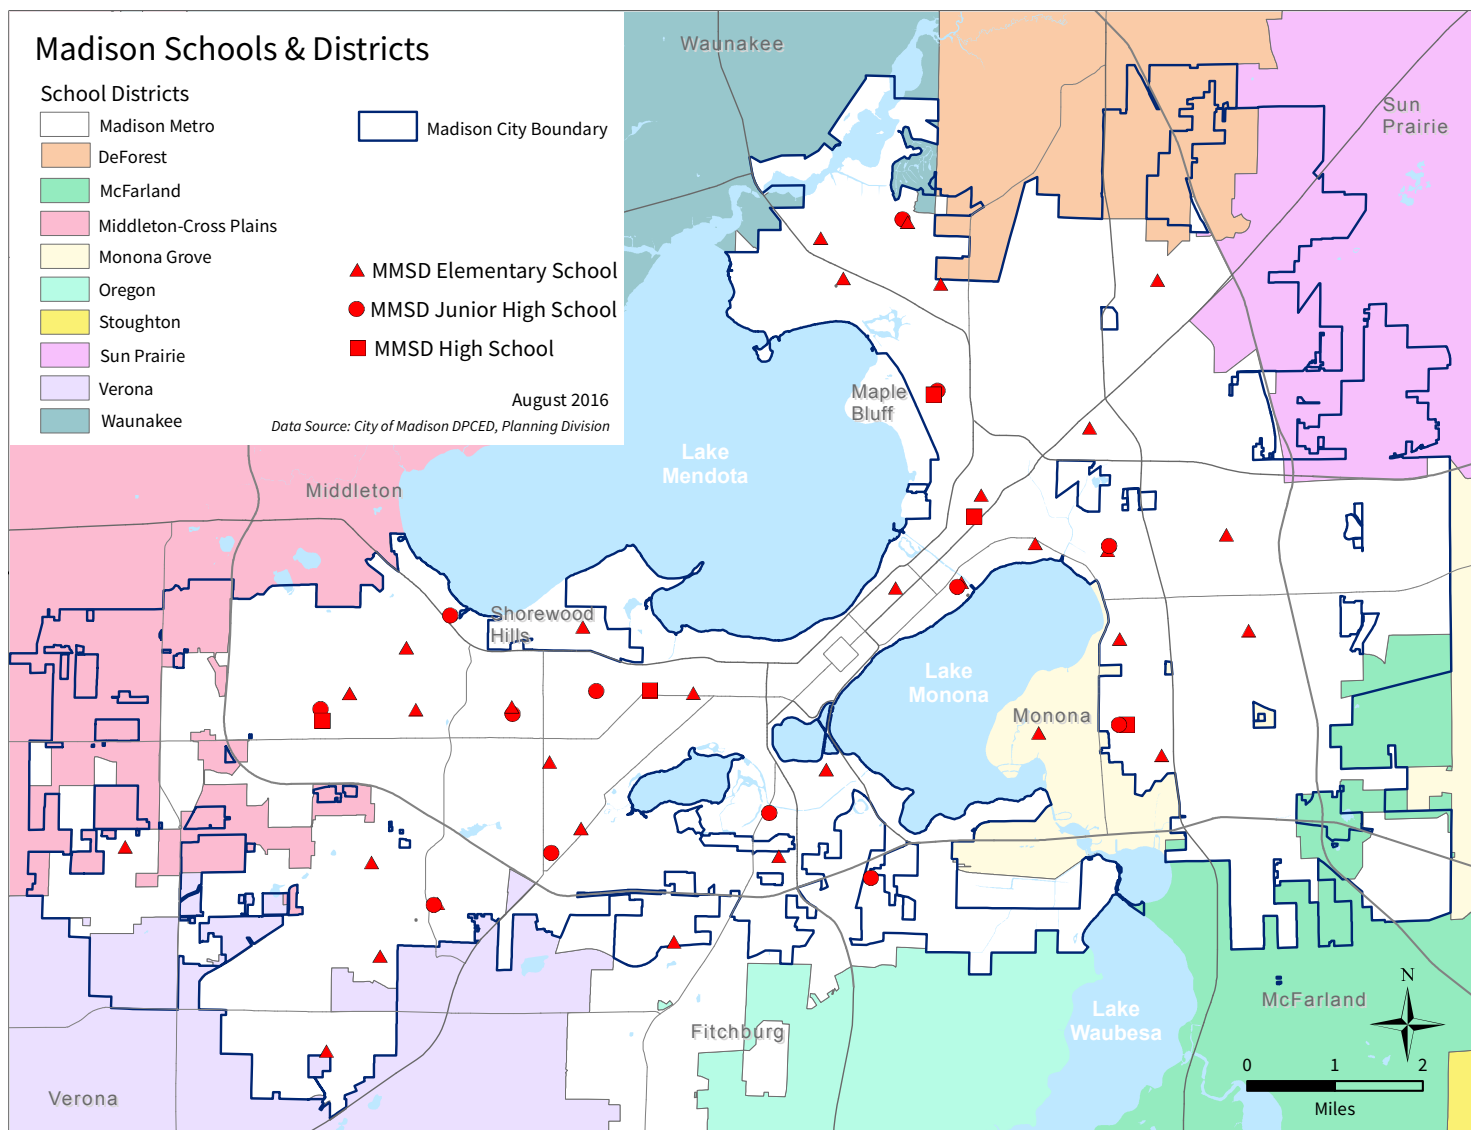 Madison Schools & Districts
School Districts
Madison Metro
DeForest
McFarland
Middleton-Cross Plains
Monona Grove
Oregon
Stoughton
Sun Prairie
Verona
Waunakee
Madison City Boundary
MMSD Elementary School
MMSD Junior High School
MMSD High School
August 2016
Data Source: City of Madison DPCED, Planning Division
Waunakee
Sun
Prairie
Maple
Bluff
Lake
Mendota
Middleton
Shorewood
Hills
Lake
Monona
Monona
Fitchburg
Lake
Waubesa
McFarland
Verona
N
0 1 2
Miles